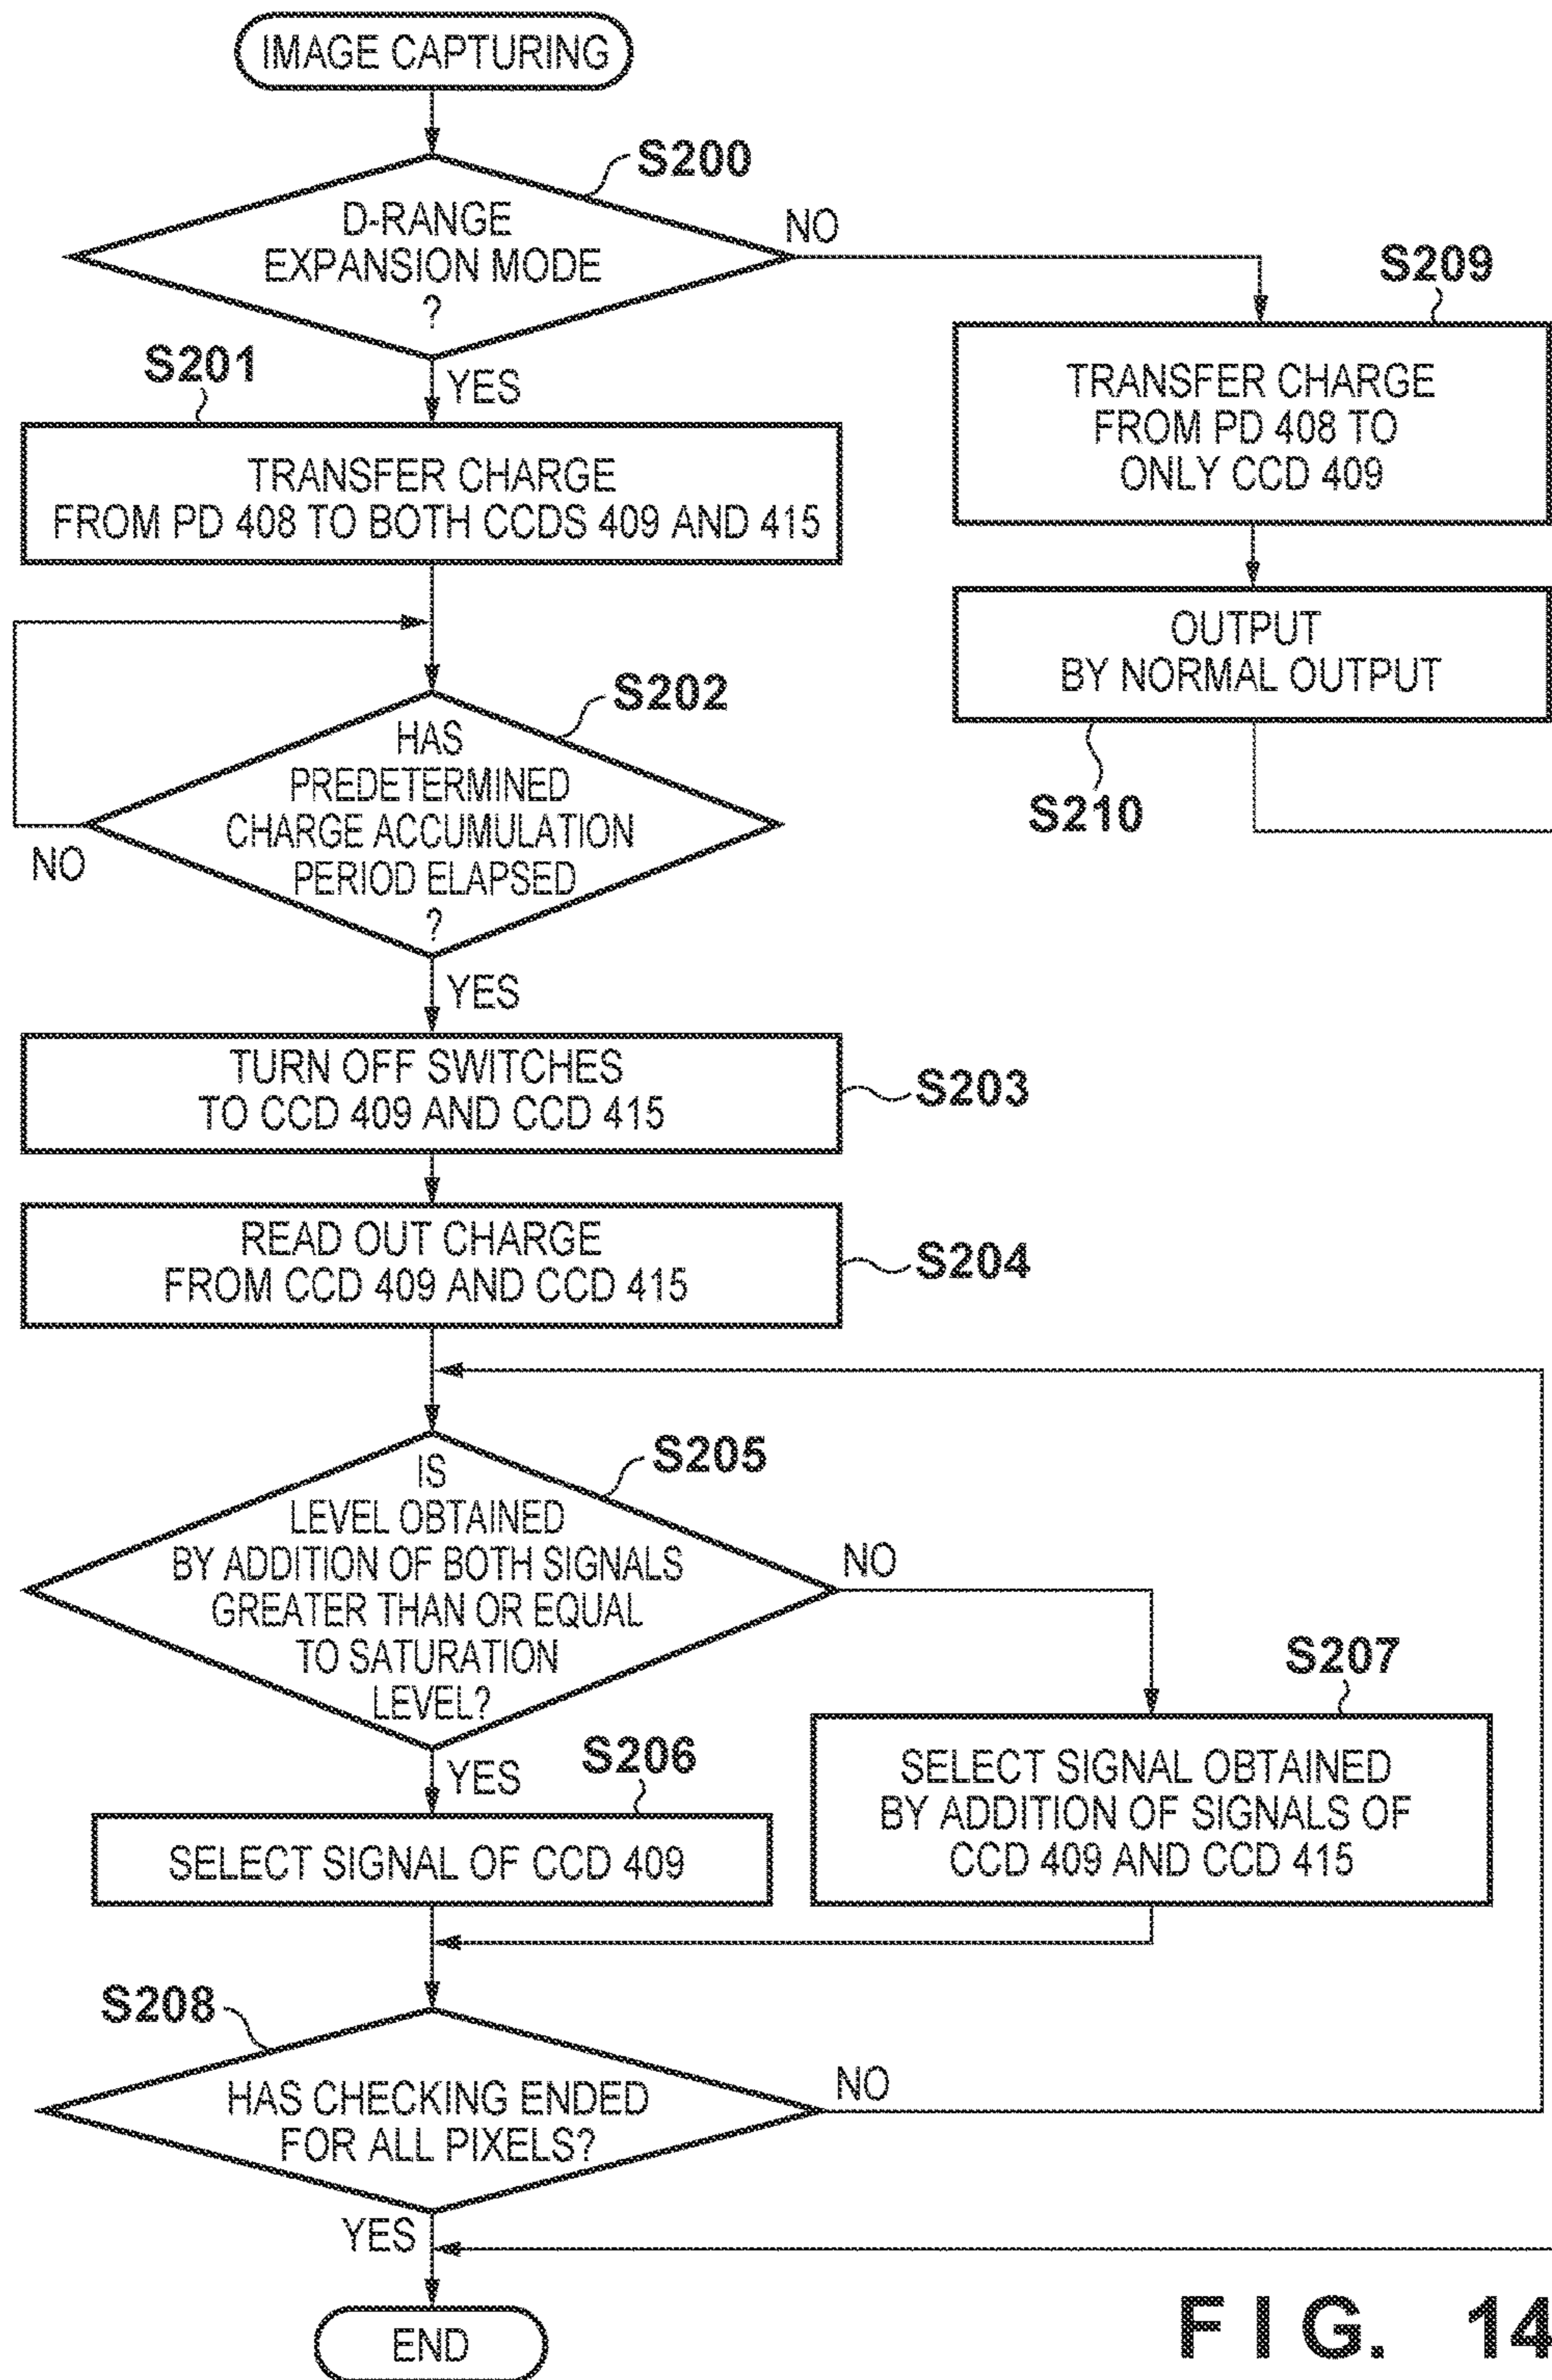 IMAGE CAPTURING
S200
D-RANGE
EXPANSION MODE
?
NO
YES
S209
TRANSFER CHARGE
FROM PD 408 TO
ONLY CCD 409
S201
TRANSFER CHARGE
FROM PD 408 TO BOTH CCDS 409 AND 415
OUTPUT
BY NORMAL OUTPUT
S210
S202
HAS
PREDETERMINED
CHARGE ACCUMULATION
PERIOD ELAPSED
?
NO
YES
TURN OFF SWITCHES
TO CCD 409 AND CCD 415
S203
READ OUT CHARGE
FROM CCD 409 AND CCD 415
S204
S205
IS
LEVEL OBTAINED
BY ADDITION OF BOTH SIGNALS
GREATER THAN OR EQUAL
TO SATURATION
LEVEL?
NO
YES
S206
SELECT SIGNAL OF CCD 409
S207
SELECT SIGNAL OBTAINED
BY ADDITION OF SIGNALS OF
CCD 409 AND CCD 415
S208
HAS CHECKING ENDED
FOR ALL PIXELS?
NO
YES
END
FIG. 14